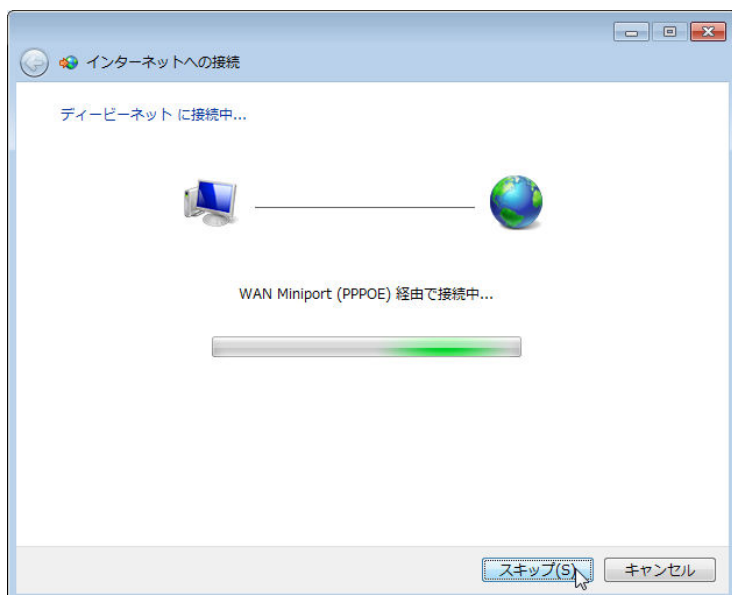 インターネットへの接続
ディービーネット に接続中...
WAN Miniport (PPPOE) 経由で接続中...
スキップ(S)
キャンセル